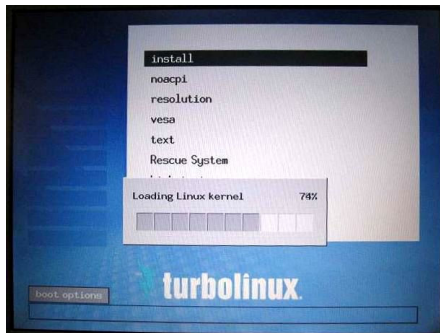 install
noacpi
resolution
vesa
text
Rescue System
Loading Linux kernel 74%
turbolinux
boot options